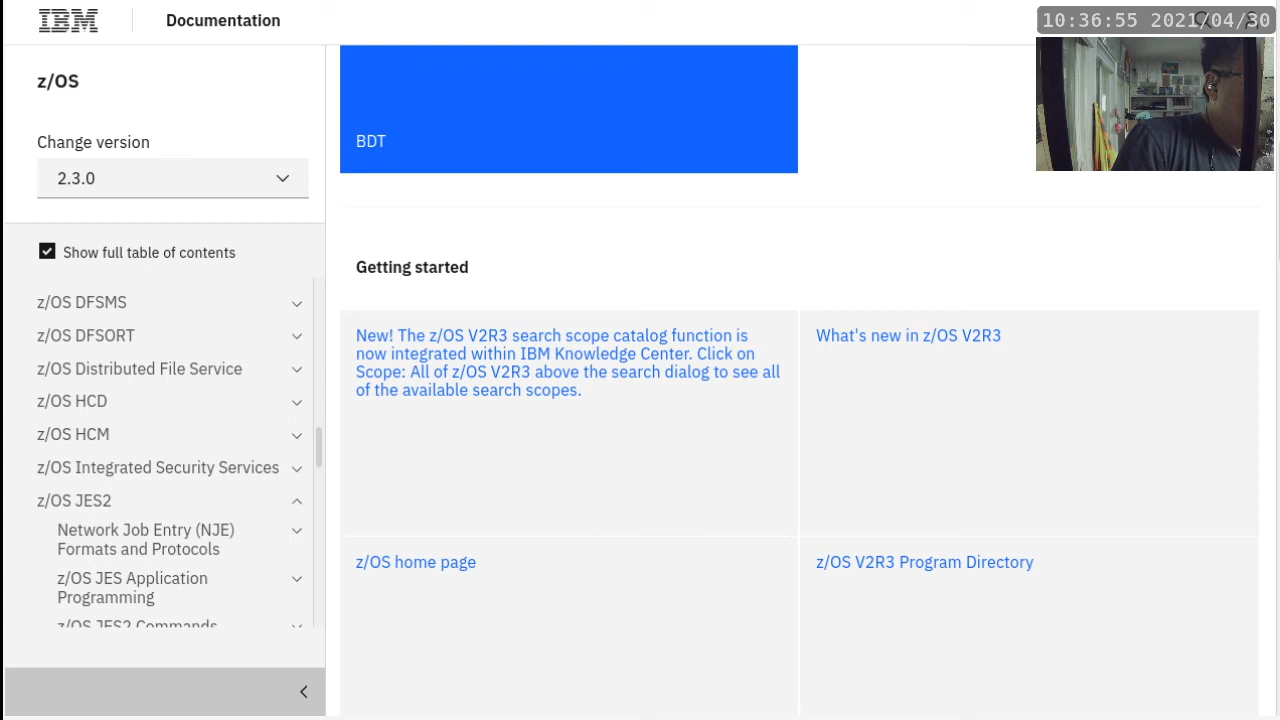 IBM
Documentation
10:36:55 2021/04/30
z/OS
Change version
2.3.0
Show full table of contents
z/OS DFSMS
z/OS DFSORT
z/OS Distributed File Service
z/OS HCD
z/OS HCM
z/OS Integrated Security Services
z/OS JES2
Network Job Entry (NJE)
Formats and Protocols
z/OS JES Application
Programming
z/OS JES2 Commands
BDT
Getting started
New! The z/OS V2R3 search scope catalog function is
now integrated within IBM Knowledge Center. Click on
Scope: All of z/OS V2R3 above the search dialog to see all
of the available search scopes.
What's new in z/OS V2R3
z/OS home page
z/OS V2R3 Program Directory